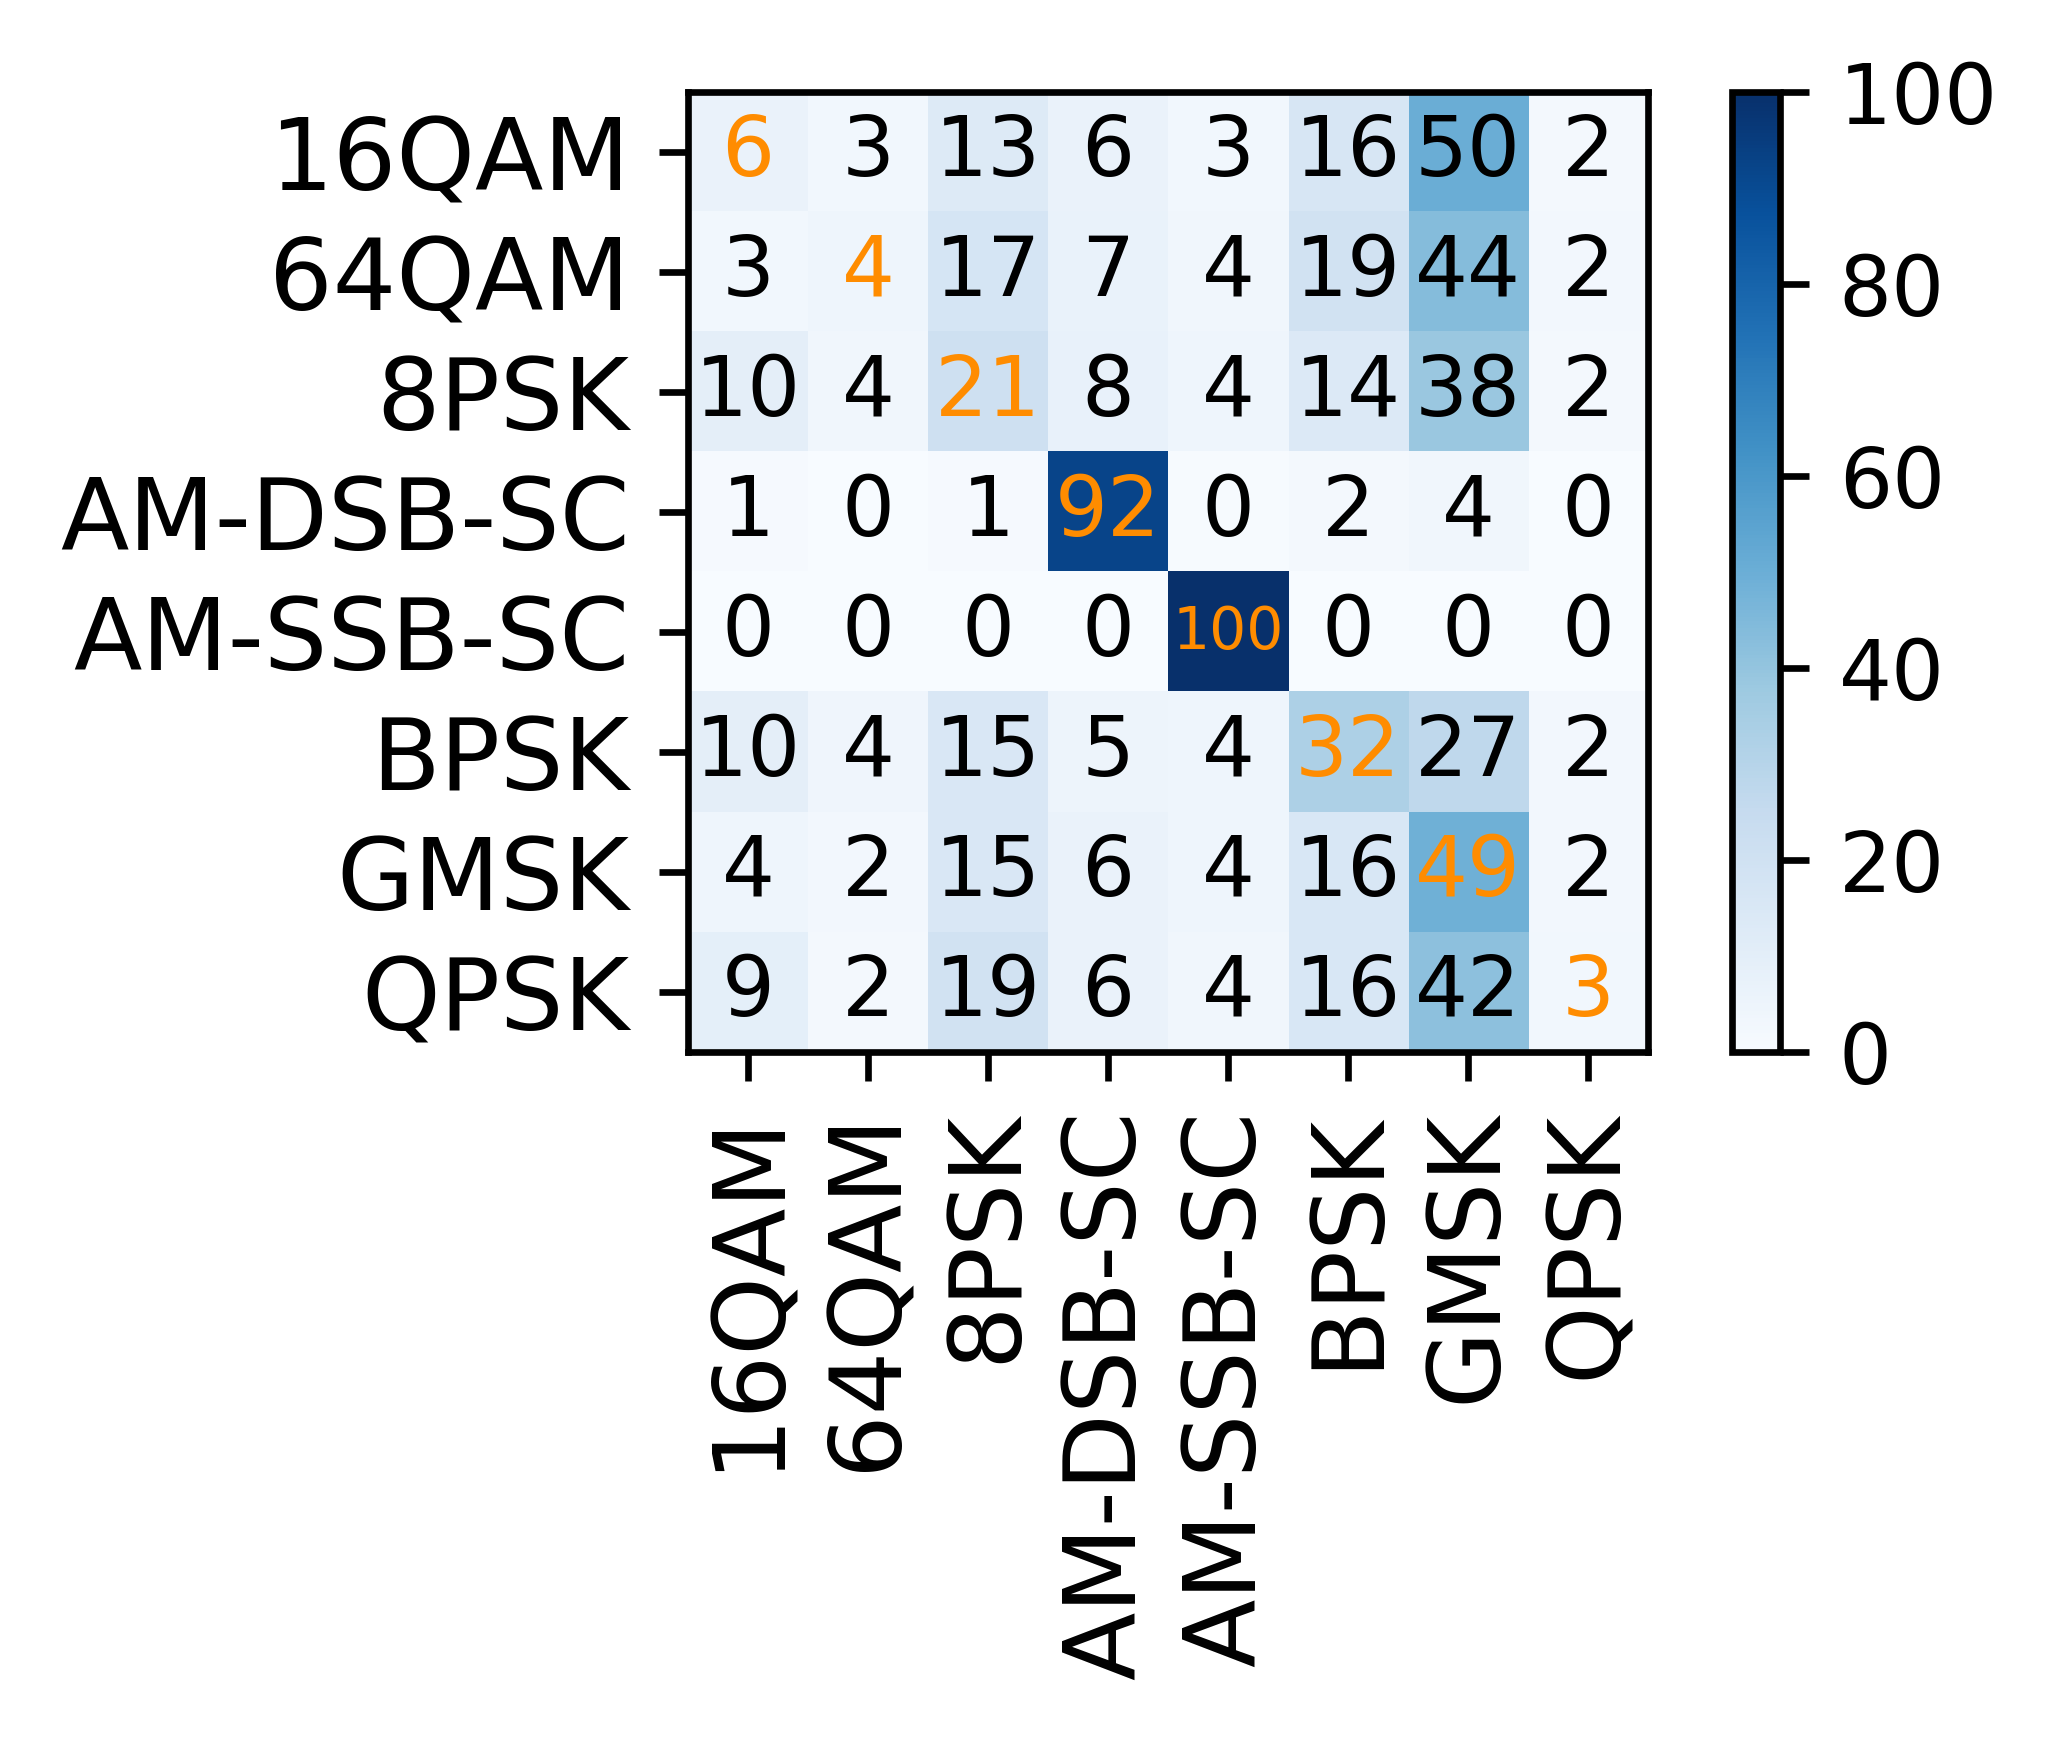 16QAM 6 3 13 6 3 16 50 2
64QAM 3 4 17 7 4 19 44 2
8PSK 10 4 21 8 4 14 38 2
AM-DSB-SC 1 0 1 92 0 2 4 0
AM-SSB-SC 0 0 0 0 100 0 0 0
BPSK 10 4 15 5 4 32 27 2
GMSK 4 2 15 6 4 16 49 2
QPSK 9 2 19 6 4 16 42 3
16QAM
64QAM
8PSK
AM-DSB-SC
AM-SSB-SC
BPSK
GMSK
QPSK
100
80
60
40
20
0